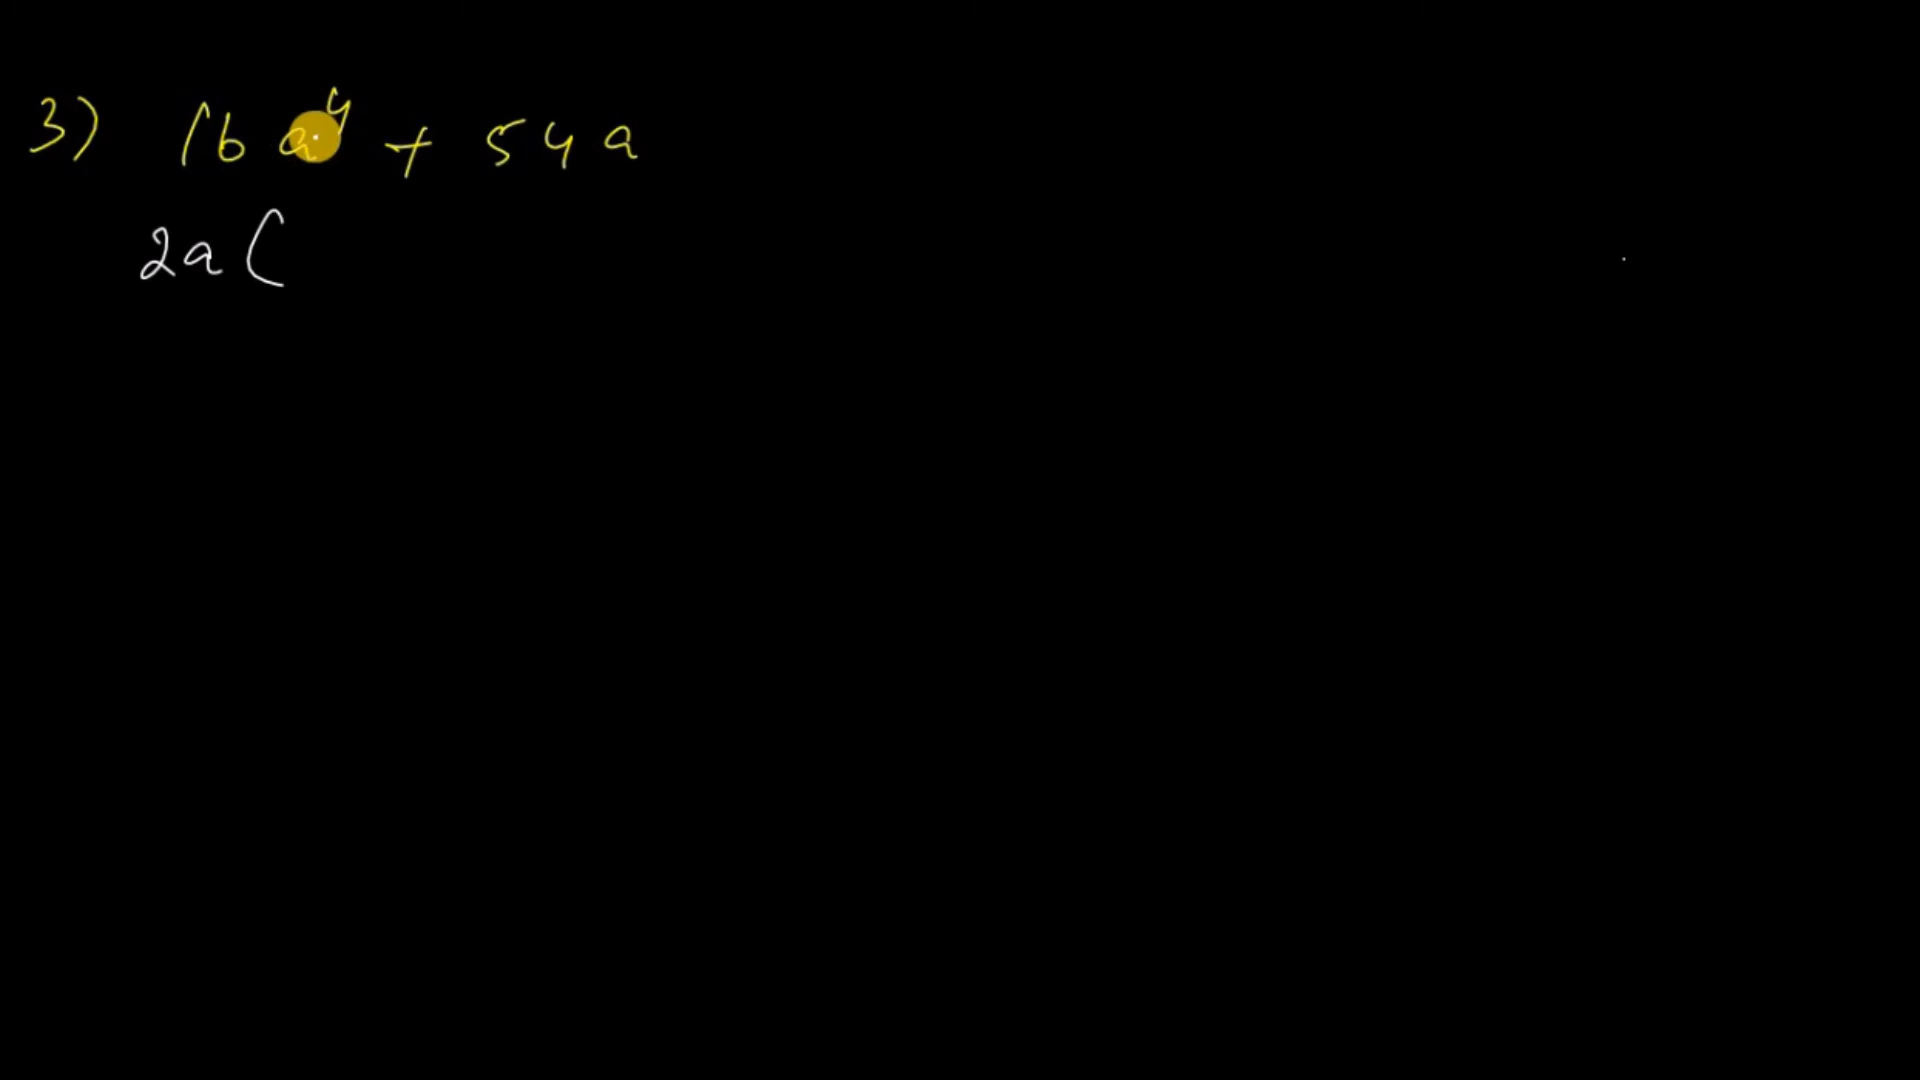 3) 16a⁴ + 54a
2a(